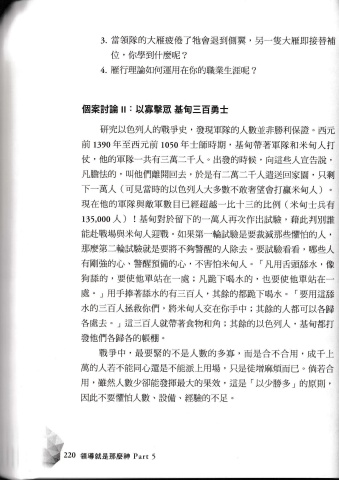 3. 當領隊的大雁疲倦了牠會退到側翼，另一隻大雁即接替補
位，你學到什麼呢？
4. 雁行理論如何運用在你的職業生涯呢？
個案討論 II：以寡擊眾 基甸三百勇士
研究以色列人的戰爭史，發現軍隊的人數並非勝利保證。西元
前 1390 年至西元前 1050 年士師時期，基甸帶著軍隊和米甸人打
仗，他的軍隊一共有三萬二千人。出發的時候，向這些人宣告說，
凡膽怯的，叫他們離開回去，於是有二萬二千人遣送回家園，只剩
下一萬人（可見當時的以色列人大多數不敢奢望會打贏米甸人）。
現在他的軍隊與敵軍數目已經超越一比十三的比例（米甸士兵有
135,000 人）！基甸對於留下的一萬人再次作出試驗，藉此判別誰
能赴戰場與米甸人迎戰。如果第一輪試驗是要裁減那些懼怕的人，
那麼第二輪試驗就是要將不夠警醒的人除去。要試驗看看，哪些人
有剛強的心、警醒預備的心，不害怕米甸人。「凡用舌頭舔水，像
狗舔的，要使他單站在一處；凡跪下喝水的，也要使他單站在一
處。」用手捧著舔水的有三百人，其餘的都跪下喝水。「要用這舔
水的三百人拯救你們，將米甸人交在你手中；其餘的人都可以各歸
各處去。」這三百人就帶著食物和角；其餘的以色列人，基甸都打
發他們各歸各的帳棚。
戰爭中，最要緊的不是人數的多寡，而是合不合用，成千上
萬的人若不能同心還是不能派上用場，只是徒增麻煩而已。倘若合
用，雖然人數少卻能發揮最大的果效，這是「以少勝多」的原則，
因此不要懼怕人數，設備、經驗的不足。
220 領導就是那麼神 Part 5